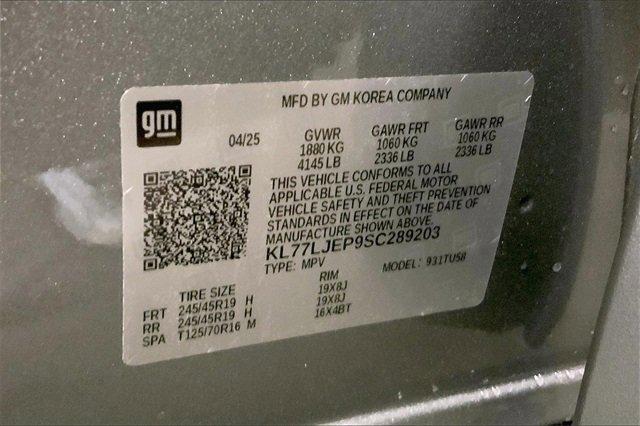 MFD BY GM KOREA COMPANY
gm
04/25
GVWR GAWR FRT GAWR RR
1880 KG 1060 KG 1060 KG
4145 LB 2336 LB 2336 LB
THIS VEHICLE CONFORMS TO ALL
APPLICABLE U.S. FEDERAL MOTOR
VEHICLE SAFETY AND THEFT PREVENTION
STANDARDS IN EFFECT ON THE DATE OF
MANUFACTURE SHOWN ABOVE.
KL77LJEP9SC289203
TYPE: MPV MODEL: 931TU58
TIRE SIZE RIM
FRT 245/45R19 H 19X8J
RR 245/45R19 H 19X8J
SPA T125/70R16 M 16X4BT